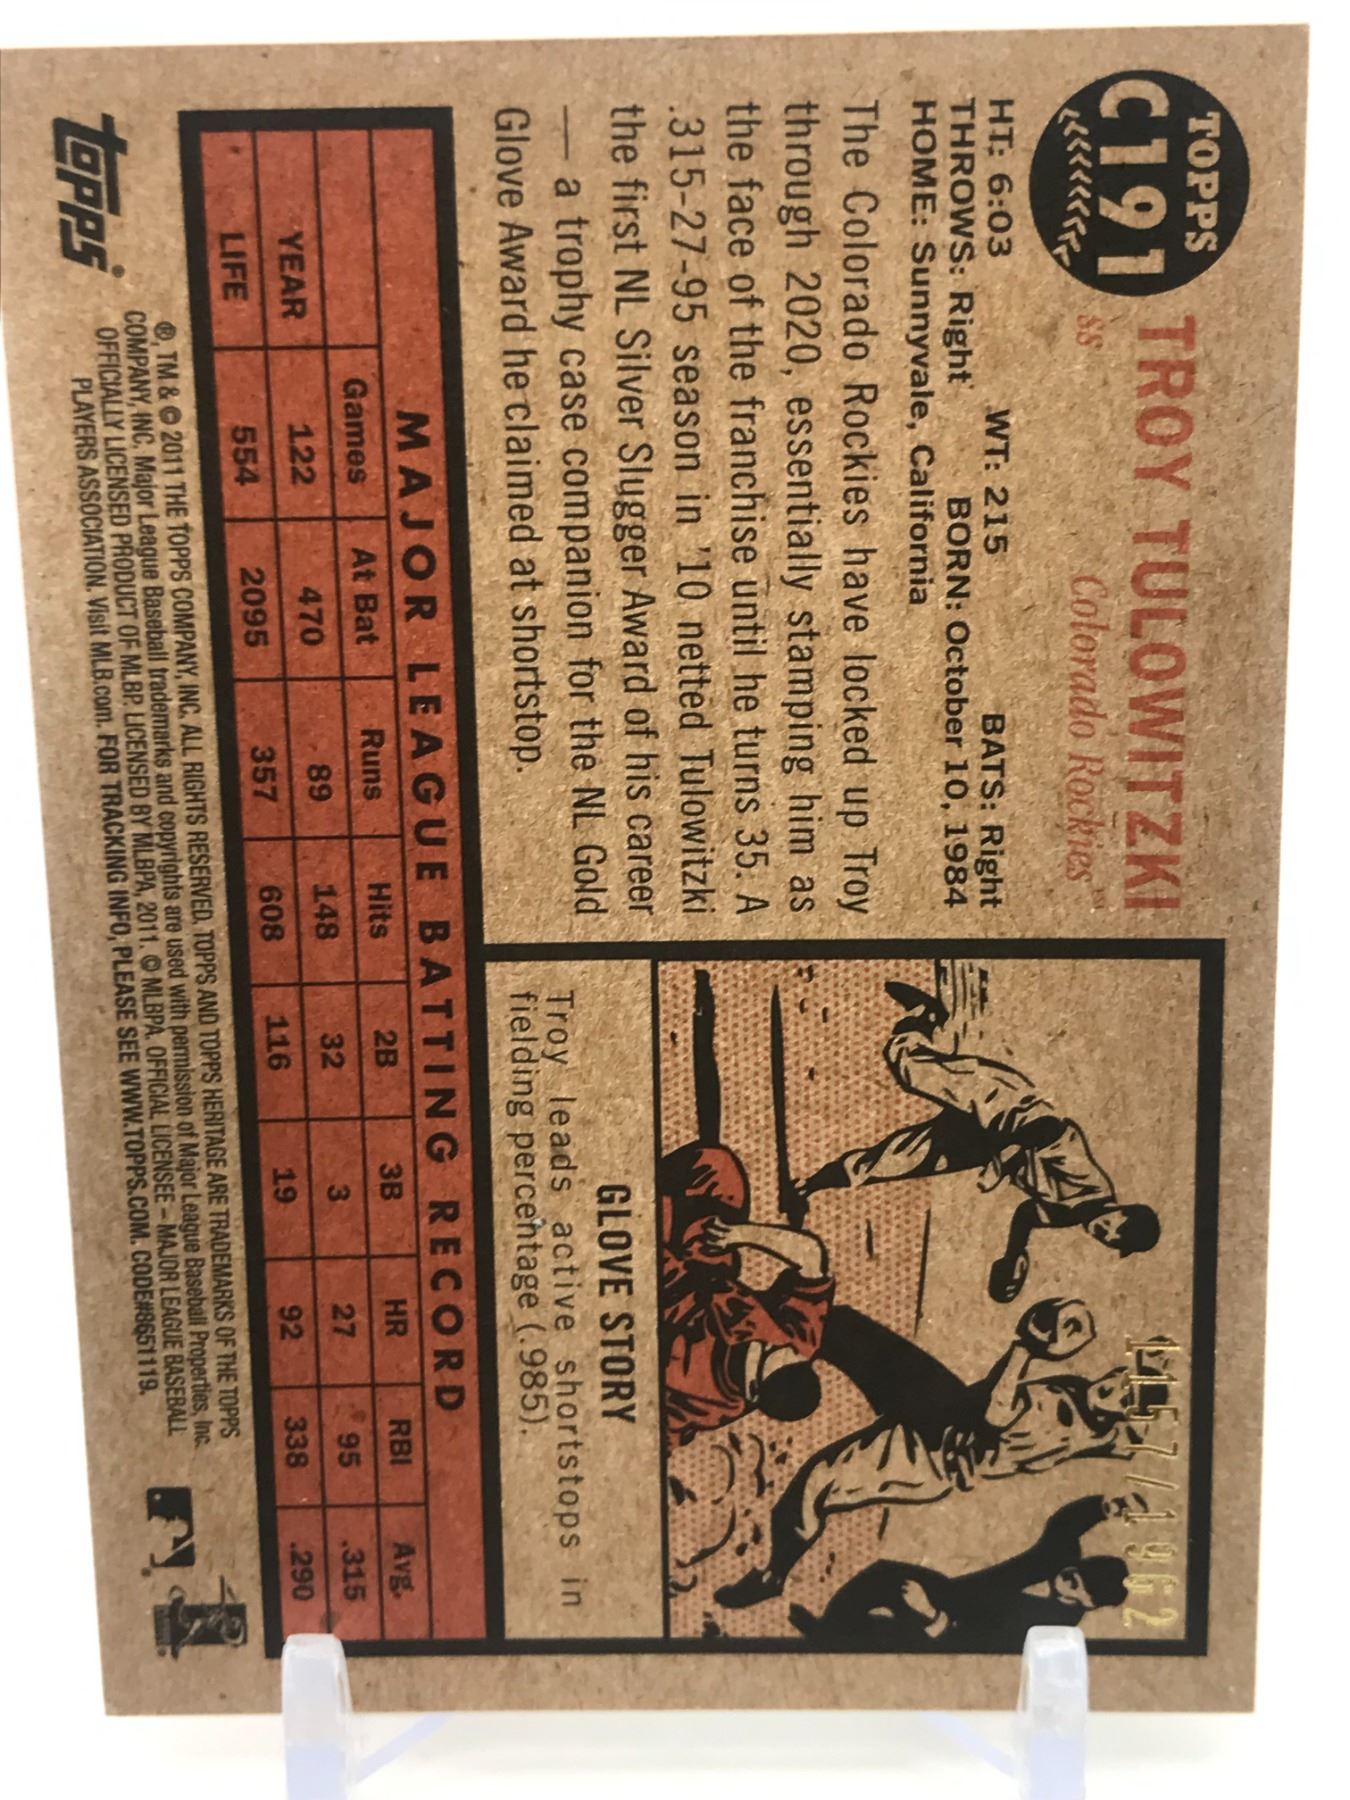 TOPPS
C191
TROY TULOWITZKI
ss Colorado Rockies™
HT: 6:03 WT: 215 BATS: Right
THROWS: Right BORN: October 10, 1984
HOME: Sunnyvale, California
The Colorado Rockies have locked up Troy
through 2020, essentially stamping him as
the face of the franchise until he turns 35. A
.315-27-95 season in '10 netted Tulowitzki
the first NL Silver Slugger Award of his career
— a trophy case companion for the NL Gold
Glove Award he claimed at shortstop.
157/1962
GLOVE STORY
Troy leads active shortstops in
fielding percentage (.985).
MAJOR LEAGUE BATTING RECORD
Games At Bat Runs Hits 2B 3B HR RBI Avg.
YEAR 122 470 89 148 32 3 27 95 .315
LIFE 554 2095 357 608 116 19 92 338 .290
topps®
® TM & © 2011 THE TOPPS COMPANY, INC. ALL RIGHTS RESERVED. TOPPS AND TOPPS HERITAGE ARE TRADEMARKS OF THE TOPPS
COMPANY, INC. Major League Baseball trademarks and copyrights are used with permission of Major League Baseball Properties, Inc.
OFFICIALLY LICENSED PRODUCT OF MLBP. LICENSED BY MLBPA, 2011. © MLBPA. OFFICIAL LICENSEE – MAJOR LEAGUE BASEBALL
PLAYERS ASSOCIATION. Visit MLB.com. FOR TRACKING INFO, PLEASE SEE WWW.TOPPS.COM. CODE#8651119.